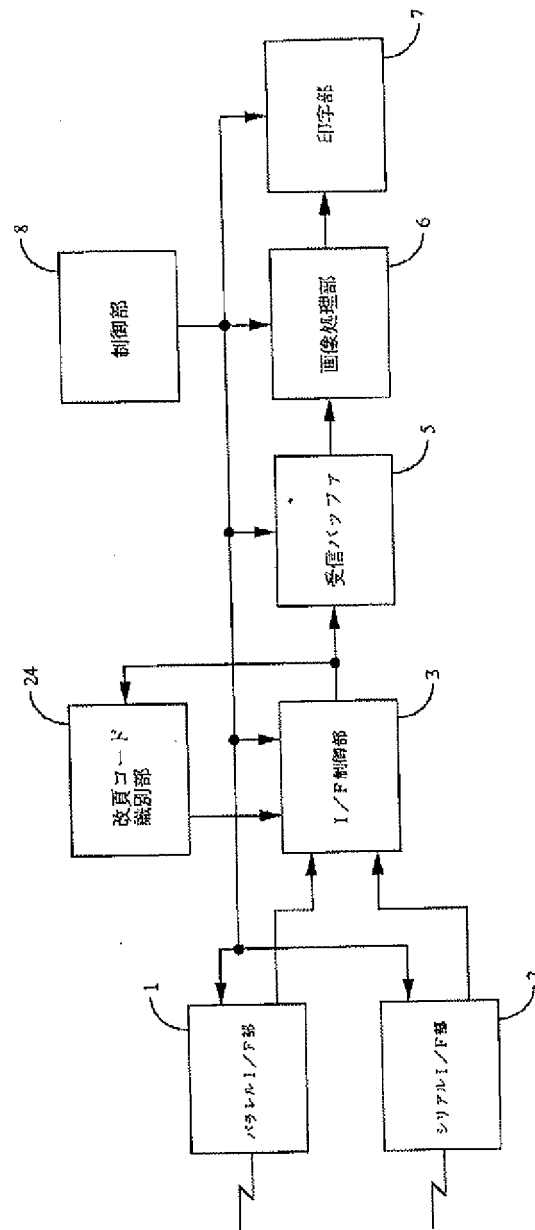 8
制御部
24
改頁コード
識別部
1
パラレルI/F部
2
シリアルI/F部
3
I/F制御部
5
受信バッファ
6
画像処理部
7
印字部